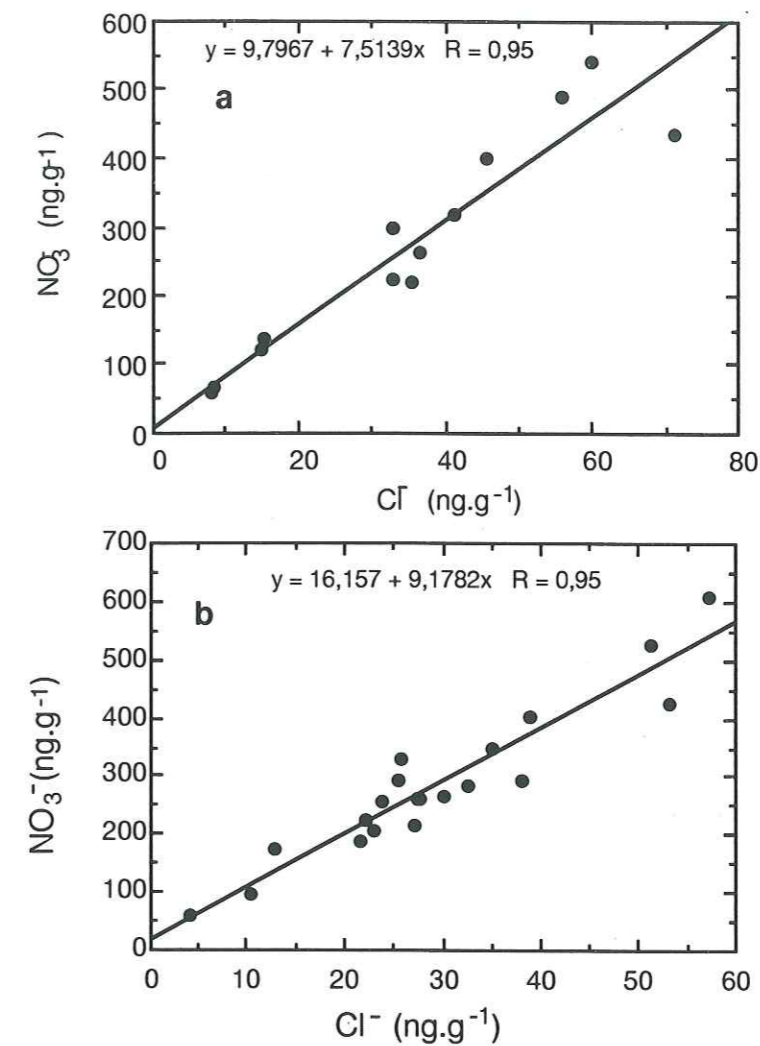 600
y = 9,7967 + 7,5139x R = 0,95
a
500
400
300
200
100
0
NO₃⁻ (ng.g-1)
0 20 40 60 80
Cl⁻ (ng.g-1)
700
y = 16,157 + 9,1782x R = 0,95
600
b
500
400
300
200
100
0
NO₃⁻(ng.g-1)
0 10 20 30 40 50 60
Cl⁻ (ng.g⁻¹)